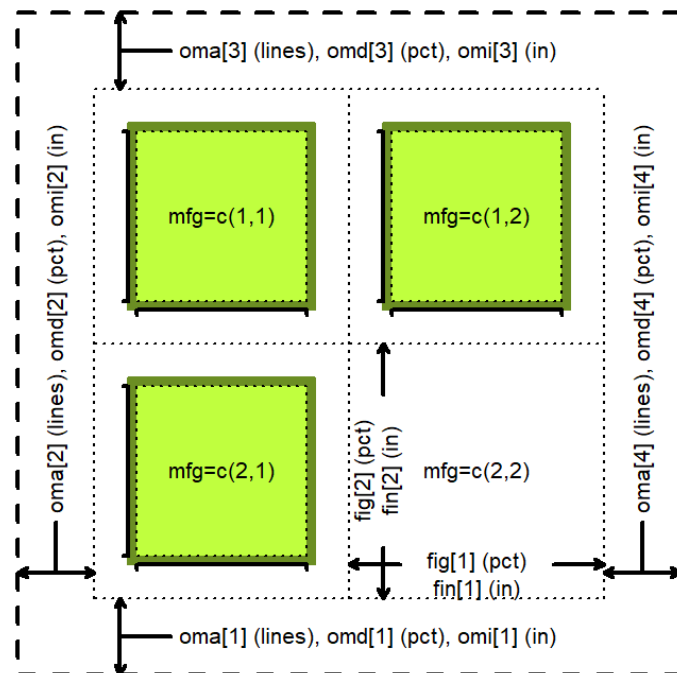 oma[3] (lines), omd[3] (pct), omi[3] (in)
oma[2] (lines), omd[2] (pct), omi[2] (in)
mfg=c(1,1)
mfg=c(1,2)
oma[4] (lines), omd[4] (pct), omi[4] (in)
mfg=c(2,1)
fig[2] (pct)
fin[2] (in)
mfg=c(2,2)
fig[1] (pct)
fin[1] (in)
oma[1] (lines), omd[1] (pct), omi[1] (in)